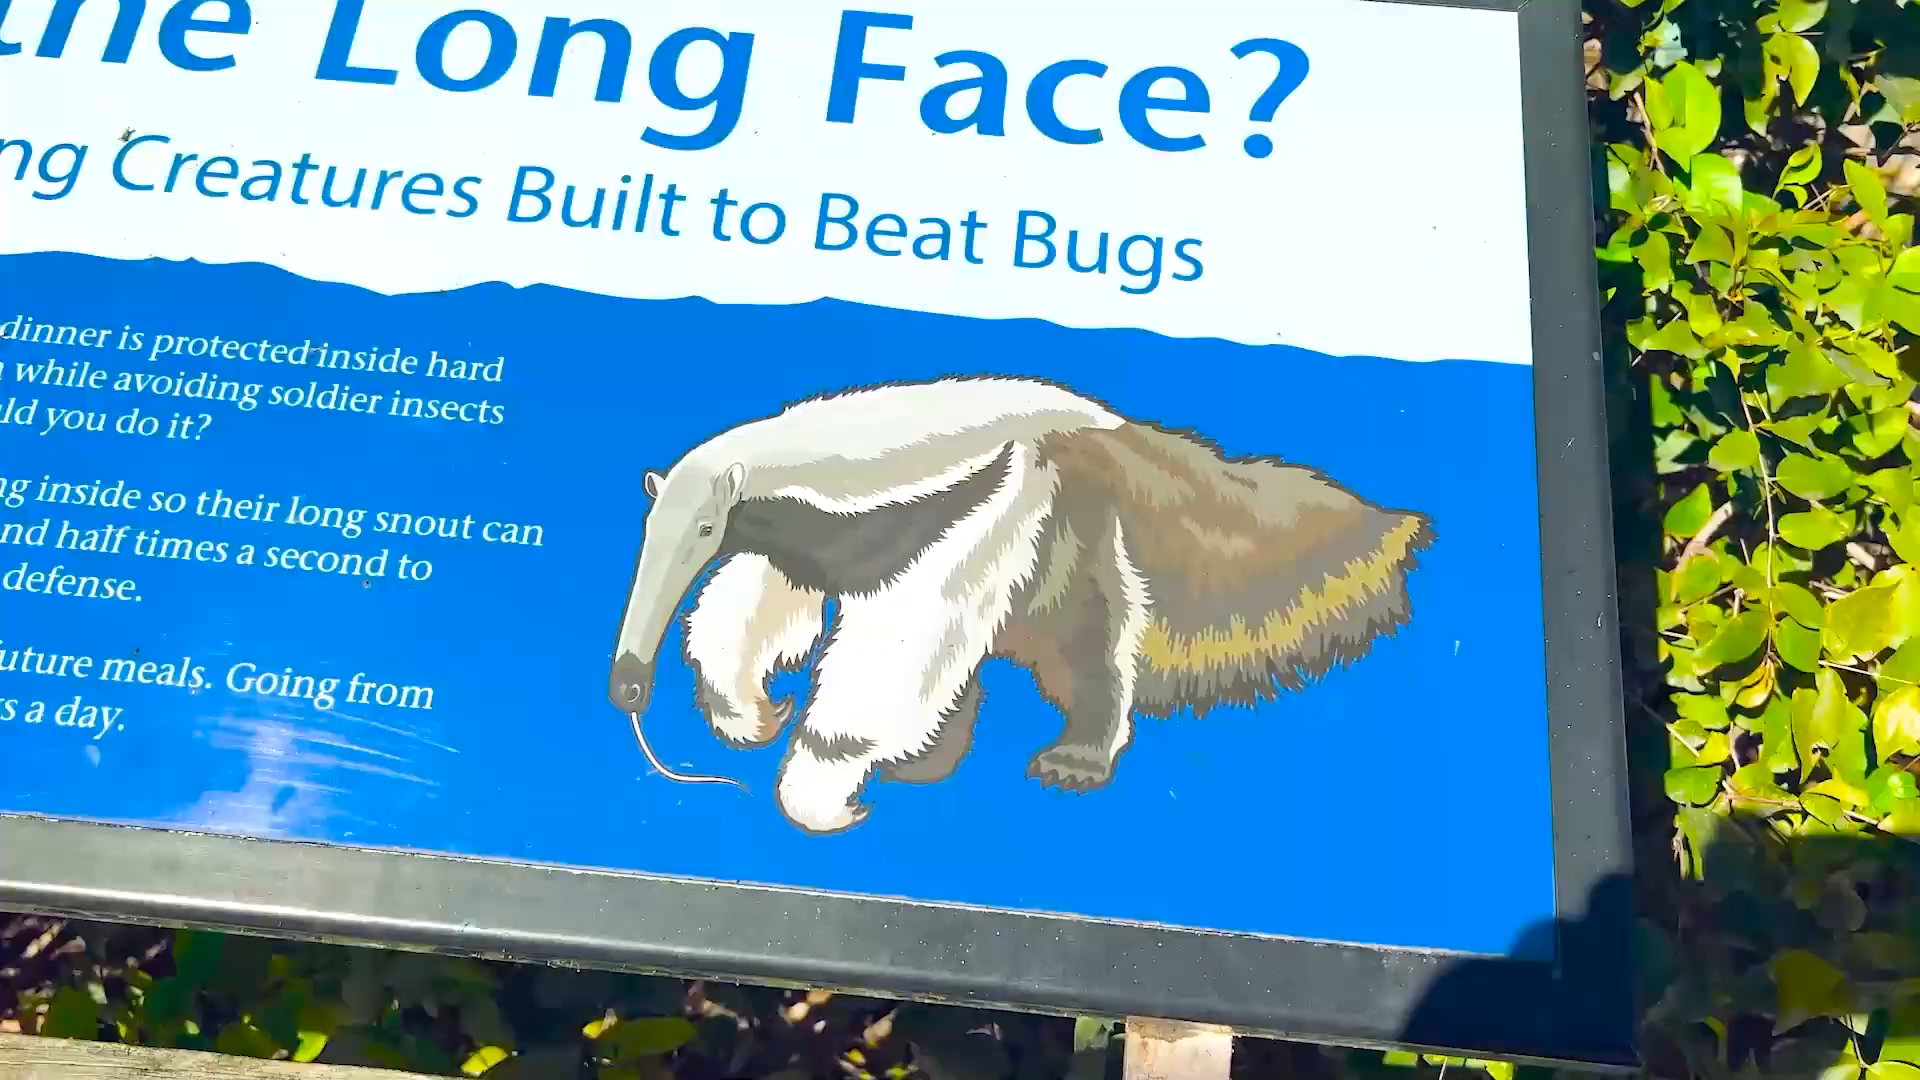 the Long Face?
ng Creatures Built to Beat Bugs
dinner is protected inside hard
while avoiding soldier insects
ld you do it?
ng inside so their long snout can
nd half times a second to
defense.
uture meals. Going from
s a day.